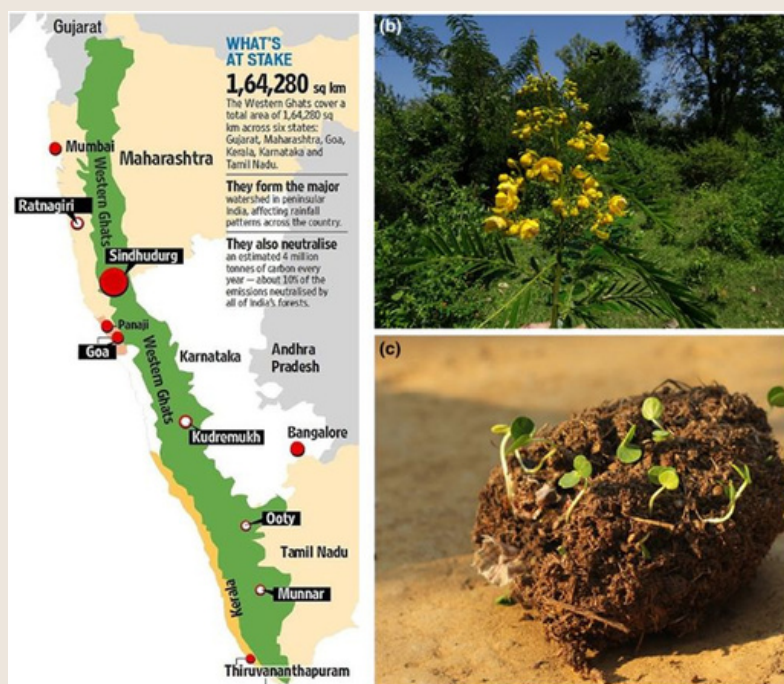 Gujarat
WHAT'S
AT STAKE
1,64,280 sq km
The Western Ghats cover a
total area of 1,64,280 sq
km across six states:
Gujarat, Maharashtra, Goa,
Kerala, Karnataka and
Tamil Nadu.
They form the major
watershed in peninsular
India, affecting rainfall
patterns across the country.
They also neutralise
an estimated 4 million
tonnes of carbon every
year — about 10% of the
emissions neutralised by
all of India's forests.
Mumbai
Maharashtra
Western Ghats
Ratnagiri
Sindhudurg
Panaji
Goa
Western Ghats
Karnataka
Andhra
Pradesh
Kudremukh
Bangalore
Ooty
Tamil Nadu
Kerala
Munnar
Thiruvananthapuram
(b)
(c)